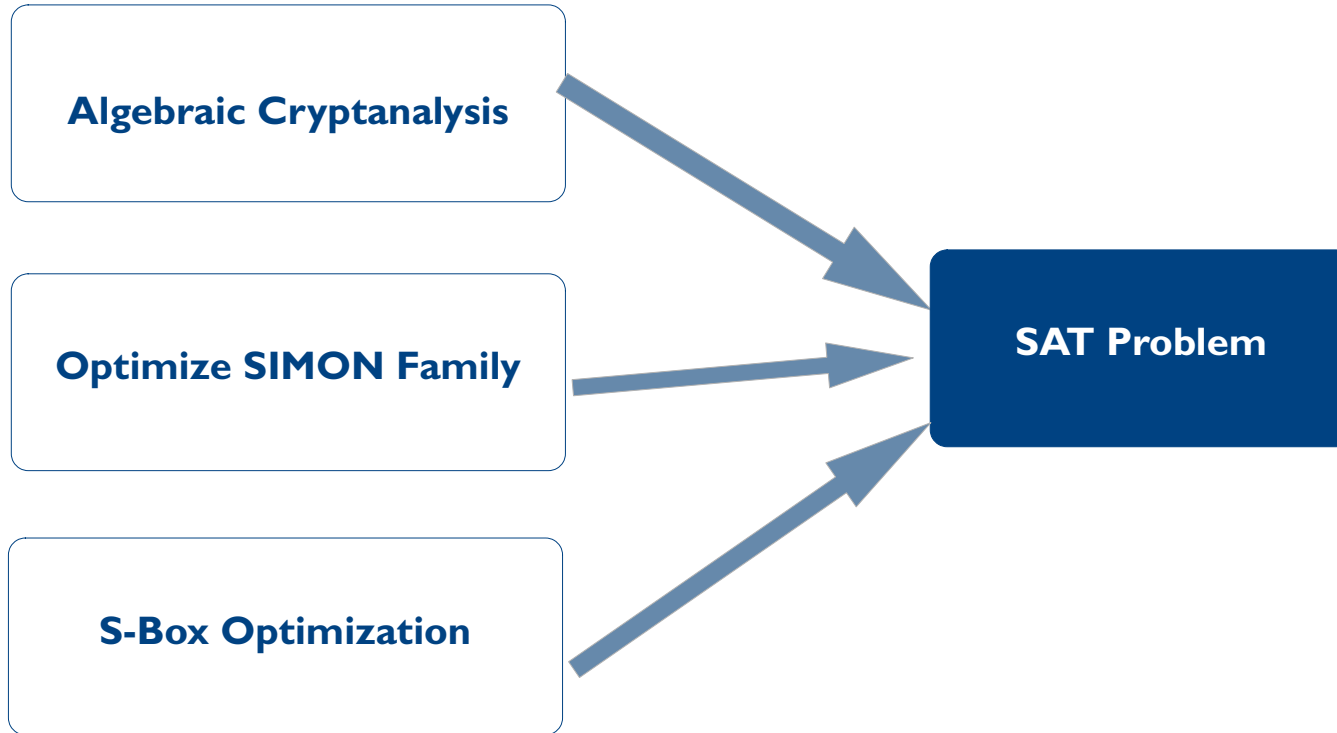 Algebraic Cryptanalysis
Optimize SIMON Family
SAT Problem
S-Box Optimization